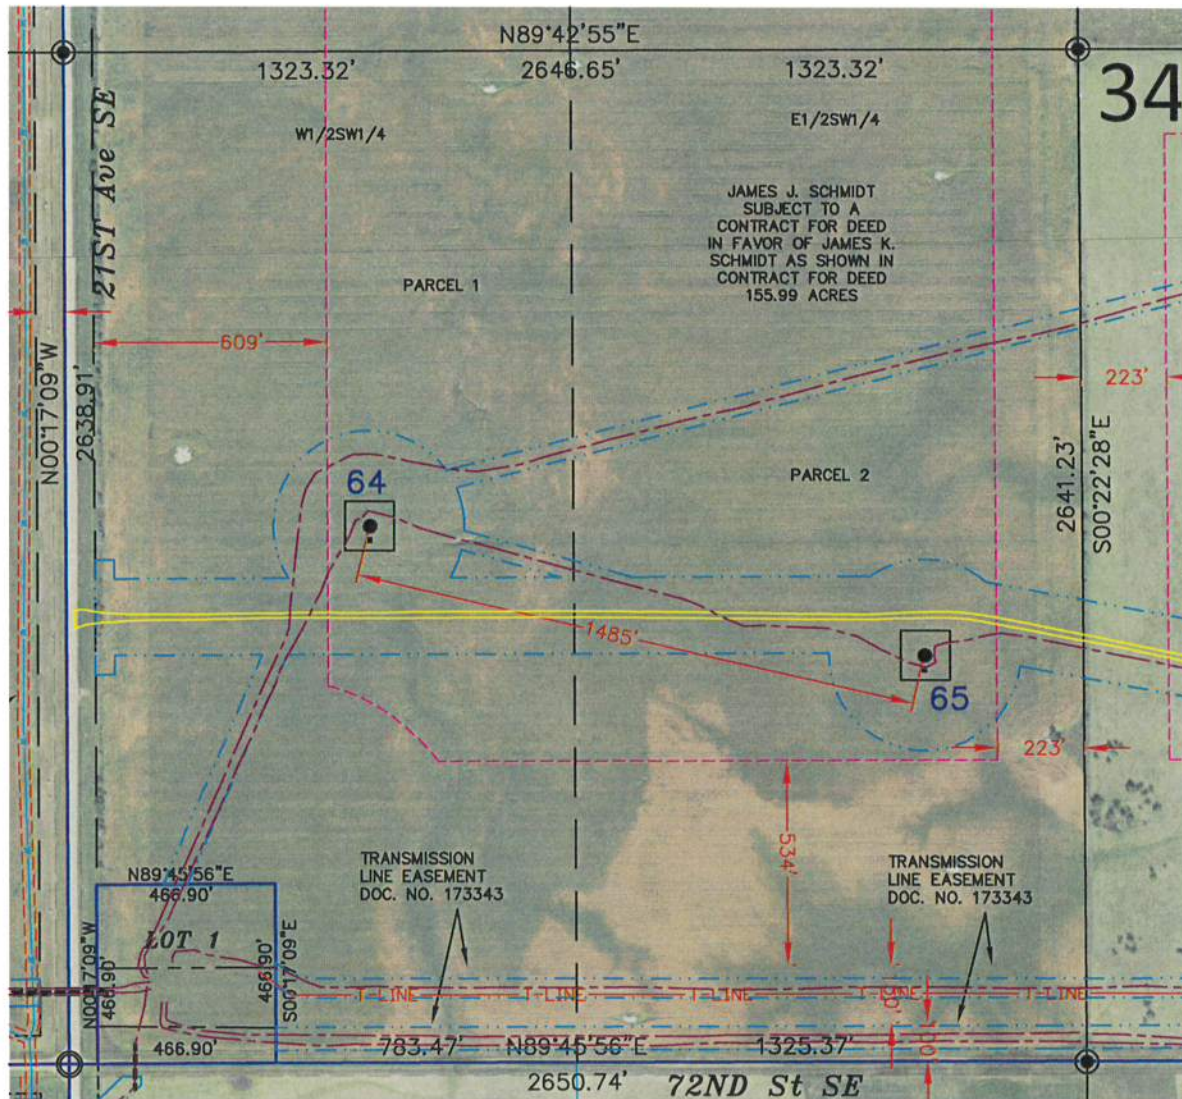 N89°42'55"E
1323.32'
2646.65'
1323.32'
34
21ST Ave SE
W1/2SW1/4
E1/2SW1/4
JAMES J. SCHMIDT
SUBJECT TO A
CONTRACT FOR DEED
IN FAVOR OF JAMES K.
SCHMIDT AS SHOWN IN
CONTRACT FOR DEED
155.99 ACRES
PARCEL 1
609'
N00°17'09"W
2638.91'
223'
2641.23'
S00°22'28"E
PARCEL 2
64
1485'
65
223'
534'
TRANSMISSION
LINE EASEMENT
DOC. NO. 173343
TRANSMISSION
LINE EASEMENT
DOC. NO. 173343
N89°45'56"E
466.90'
LOT 1
N00°17'09"W
466.90'
466.90'
S00°17'09"E
T-LINE
T-LINE
T-LINE
T-LINE
T-LINE
100'
466.90'
783.47'
N89°45'56"E
1325.37'
2650.74'
72ND St SE